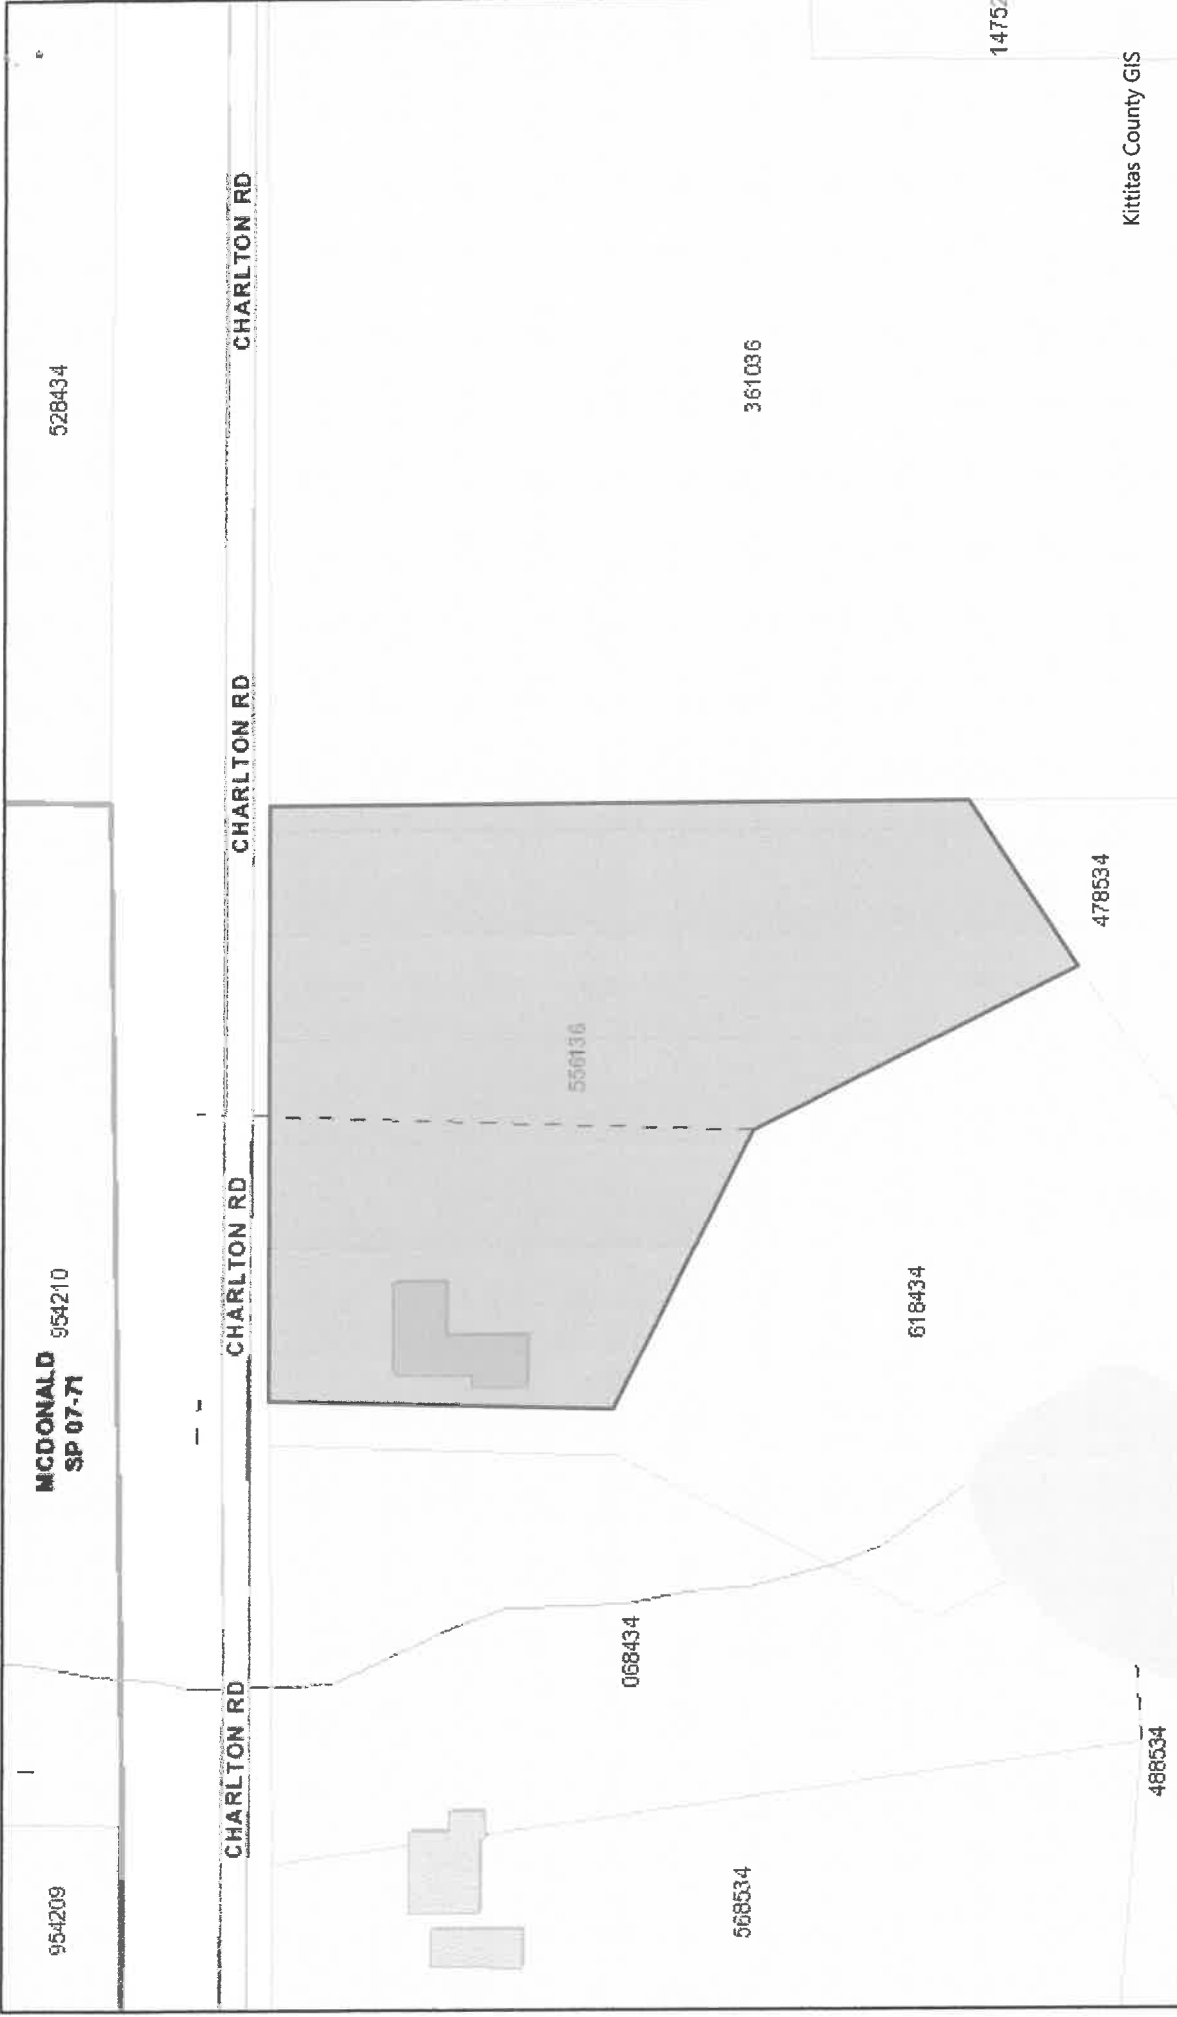 954209
MCDONALD 954210
SP 07-71
528434
CHARLTON RD
CHARLTON RD
CHARLTON RD
CHARLTON RD
556136
068434
568534
361036
618434
14752
478534
Kittitas County GIS
488534